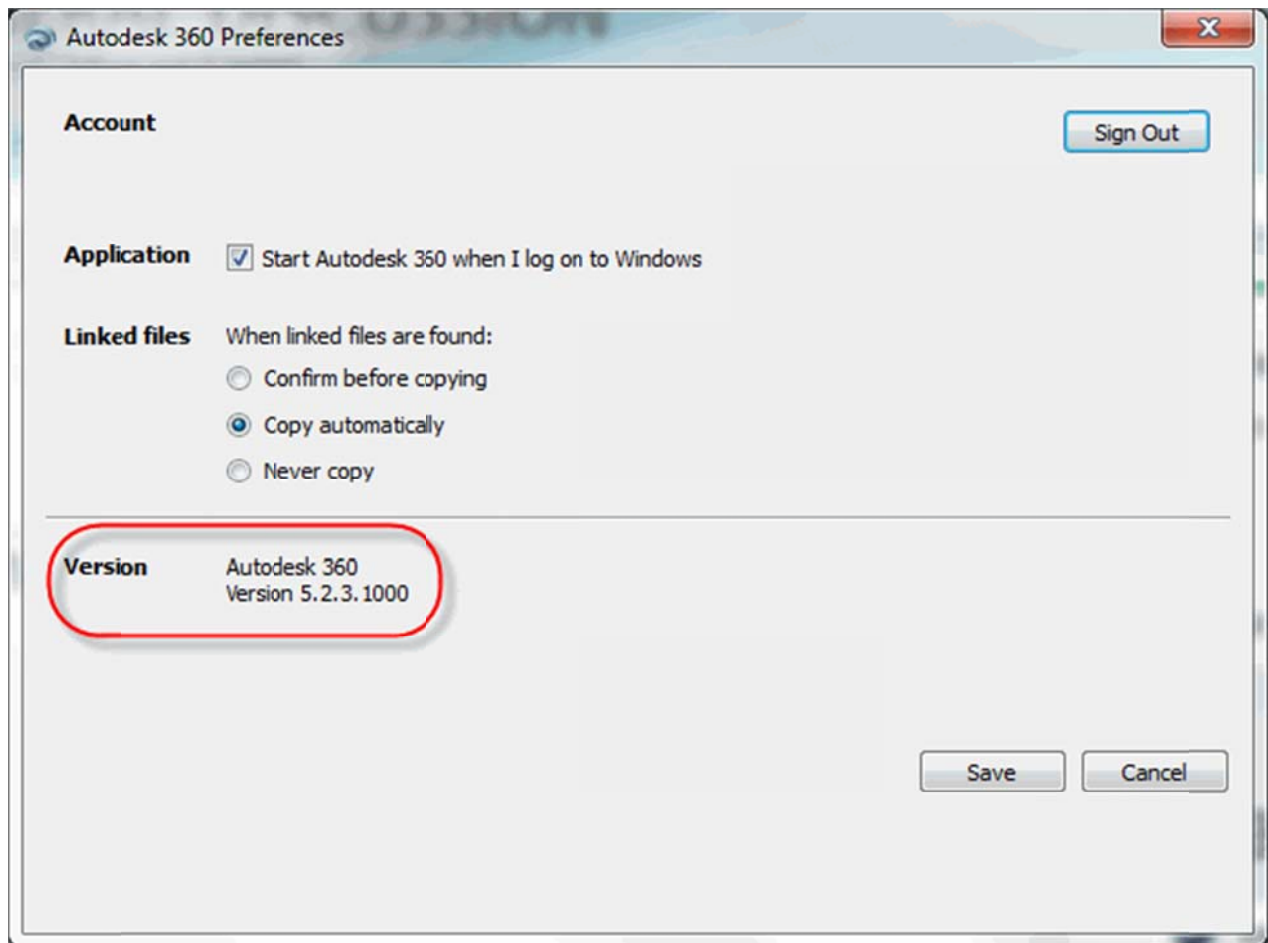 Autodesk 360 Preferences
Account
Sign Out
Application Start Autodesk 360 when I log on to Windows
Linked files When linked files are found:
Confirm before copying
Copy automatically
Never copy
Version Autodesk 360
Version 5.2.3.1000
Save Cancel